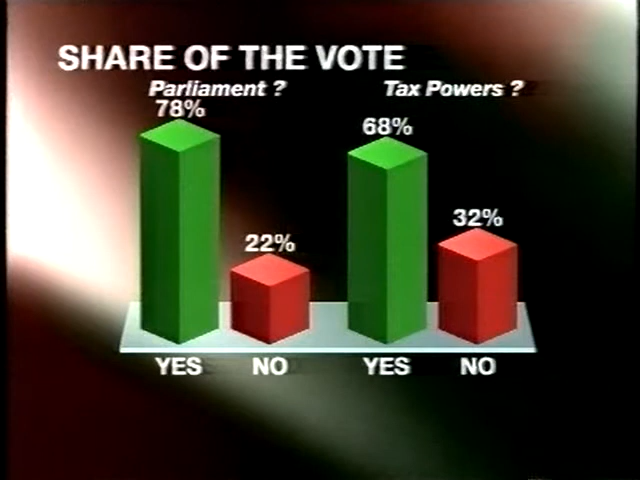 SHARE OF THE VOTE
Parliament ?
Tax Powers ?
78%
68%
22%
32%
YES
NO
YES
NO